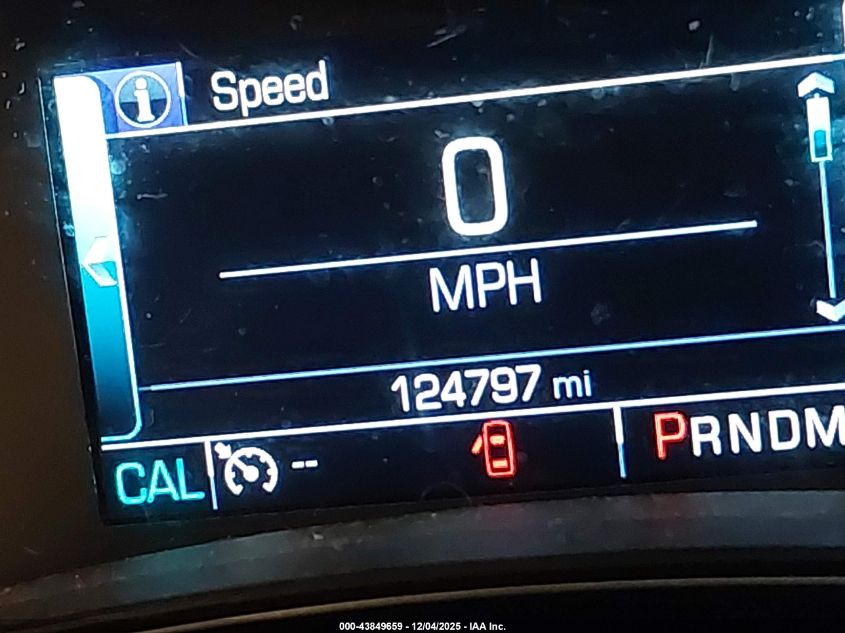 i Speed
0
MPH
124797 mi
CAL -- PRNDM
000-43849659 - 12/04/2025 - IAA Inc.